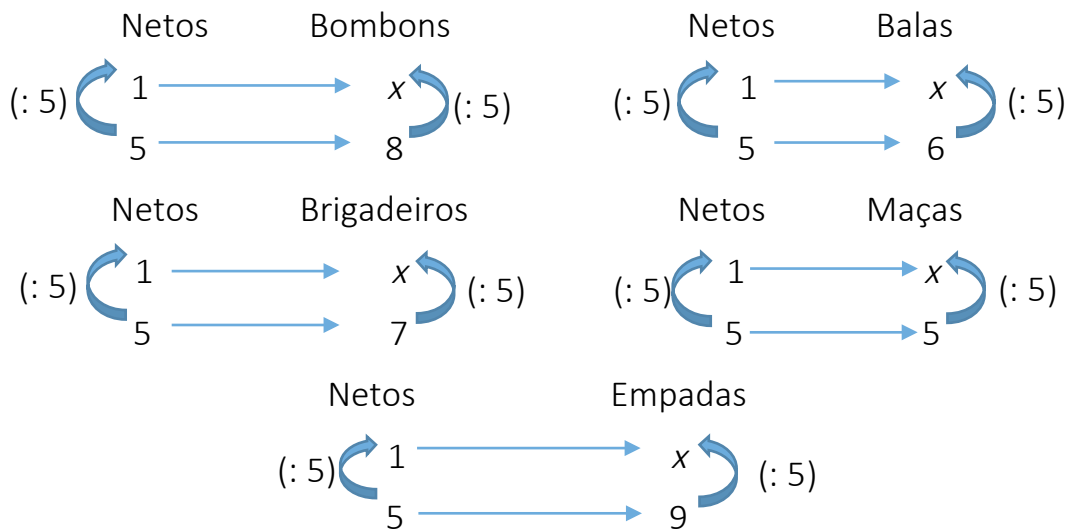 Netos Bombons
1 x
(: 5) (: 5)
5 8
Netos Balas
1 x
(: 5) (: 5)
5 6
Netos Brigadeiros
1 x
(: 5) (: 5)
5 7
Netos Maças
1 x
(: 5) (: 5)
5 5
Netos Empadas
1 x
(: 5) (: 5)
5 9